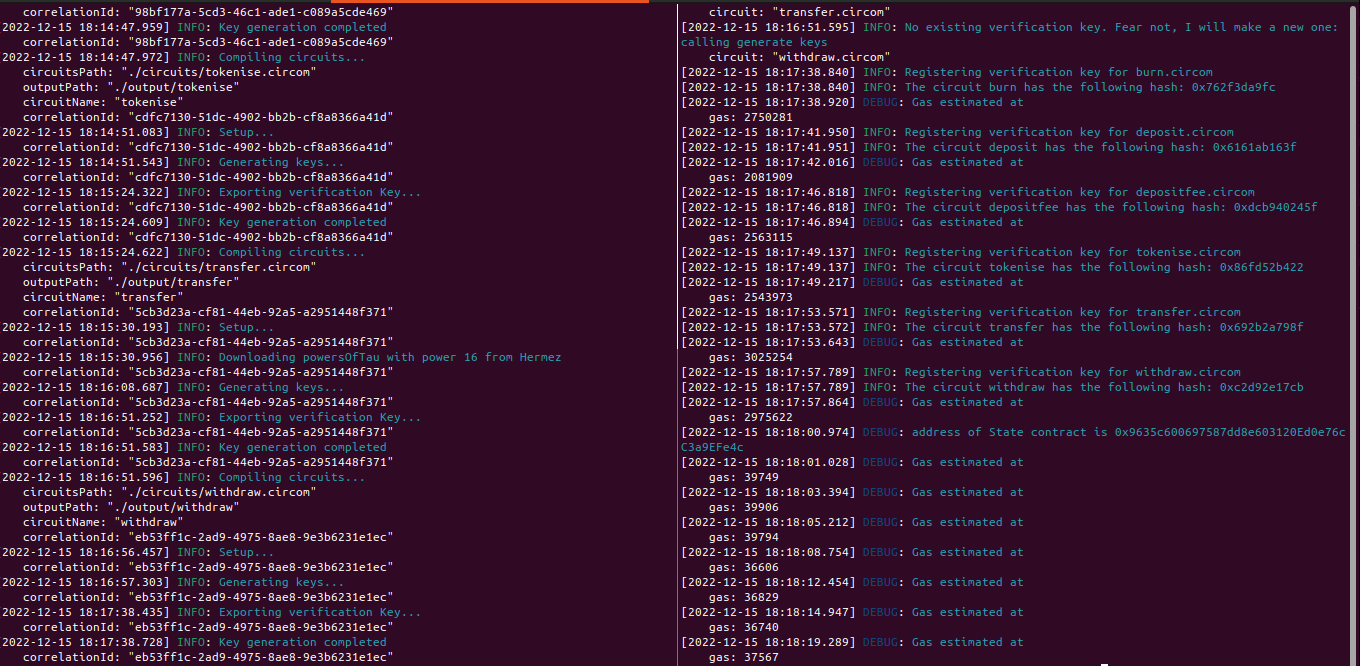 correlationId: "98bf177a-5cd3-46c1-ade1-c089a5cde469"
[2022-12-15 18:14:47.959] INFO: Key generation completed
correlationId: "98bf177a-5cd3-46c1-ade1-c089a5cde469"
[2022-12-15 18:14:47.972] INFO: Compiling circuits...
circuitsPath: "./circuits/tokenise.circom"
outputPath: "./output/tokenise"
circuitName: "tokenise"
correlationId: "cdfc7130-51dc-4902-bb2b-cf8a8366a41d"
[2022-12-15 18:14:51.083] INFO: Setup...
correlationId: "cdfc7130-51dc-4902-bb2b-cf8a8366a41d"
[2022-12-15 18:14:51.543] INFO: Generating keys...
correlationId: "cdfc7130-51dc-4902-bb2b-cf8a8366a41d"
[2022-12-15 18:15:24.322] INFO: Exporting verification Key...
correlationId: "cdfc7130-51dc-4902-bb2b-cf8a8366a41d"
[2022-12-15 18:15:24.609] INFO: Key generation completed
correlationId: "cdfc7130-51dc-4902-bb2b-cf8a8366a41d"
[2022-12-15 18:15:24.622] INFO: Compiling circuits...
circuitsPath: "./circuits/transfer.circom"
outputPath: "./output/transfer"
circuitName: "transfer"
correlationId: "5cb3d23a-cf81-44eb-92a5-a2951448f371"
[2022-12-15 18:15:30.193] INFO: Setup...
correlationId: "5cb3d23a-cf81-44eb-92a5-a2951448f371"
[2022-12-15 18:15:30.956] INFO: Downloading powersOfTau with power 16 from Hermez
correlationId: "5cb3d23a-cf81-44eb-92a5-a2951448f371"
[2022-12-15 18:16:08.687] INFO: Generating keys...
correlationId: "5cb3d23a-cf81-44eb-92a5-a2951448f371"
[2022-12-15 18:16:51.252] INFO: Exporting verification Key...
correlationId: "5cb3d23a-cf81-44eb-92a5-a2951448f371"
[2022-12-15 18:16:51.583] INFO: Key generation completed
correlationId: "5cb3d23a-cf81-44eb-92a5-a2951448f371"
[2022-12-15 18:16:51.596] INFO: Compiling circuits...
circuitsPath: "./circuits/withdraw.circom"
outputPath: "./output/withdraw"
circuitName: "withdraw"
correlationId: "eb53ff1c-2ad9-4975-8ae8-9e3b6231e1ec"
[2022-12-15 18:16:56.457] INFO: Setup...
correlationId: "eb53ff1c-2ad9-4975-8ae8-9e3b6231e1ec"
[2022-12-15 18:16:57.303] INFO: Generating keys...
correlationId: "eb53ff1c-2ad9-4975-8ae8-9e3b6231e1ec"
[2022-12-15 18:17:38.435] INFO: Exporting verification Key...
correlationId: "eb53ff1c-2ad9-4975-8ae8-9e3b6231e1ec"
[2022-12-15 18:17:38.728] INFO: Key generation completed
correlationId: "eb53ff1c-2ad9-4975-8ae8-9e3b6231e1ec"
circuit: "transfer.circom"
[2022-12-15 18:16:51.595] INFO: No existing verification key. Fear not, I will make a new one:
calling generate keys
circuit: "withdraw.circom"
[2022-12-15 18:17:38.840] INFO: Registering verification key for burn.circom
[2022-12-15 18:17:38.840] INFO: The circuit burn has the following hash: 0x762f3da9fc
[2022-12-15 18:17:38.920] DEBUG: Gas estimated at
gas: 2750281
[2022-12-15 18:17:41.950] INFO: Registering verification key for deposit.circom
[2022-12-15 18:17:41.951] INFO: The circuit deposit has the following hash: 0x6161ab163f
[2022-12-15 18:17:42.016] DEBUG: Gas estimated at
gas: 2081909
[2022-12-15 18:17:46.818] INFO: Registering verification key for depositfee.circom
[2022-12-15 18:17:46.818] INFO: The circuit depositfee has the following hash: 0xdcb940245f
[2022-12-15 18:17:46.894] DEBUG: Gas estimated at
gas: 2563115
[2022-12-15 18:17:49.137] INFO: Registering verification key for tokenise.circom
[2022-12-15 18:17:49.137] INFO: The circuit tokenise has the following hash: 0x86fd52b422
[2022-12-15 18:17:49.217] DEBUG: Gas estimated at
gas: 2543973
[2022-12-15 18:17:53.571] INFO: Registering verification key for transfer.circom
[2022-12-15 18:17:53.572] INFO: The circuit transfer has the following hash: 0x692b2a798f
[2022-12-15 18:17:53.643] DEBUG: Gas estimated at
gas: 3025254
[2022-12-15 18:17:57.789] INFO: Registering verification key for withdraw.circom
[2022-12-15 18:17:57.789] INFO: The circuit withdraw has the following hash: 0xc2d92e17cb
[2022-12-15 18:17:57.864] DEBUG: Gas estimated at
gas: 2975622
[2022-12-15 18:18:00.974] DEBUG: address of State contract is 0x9635c600697587dd8e603120Ed0e76c
C3a9EFe4c
[2022-12-15 18:18:01.028] DEBUG: Gas estimated at
gas: 39749
[2022-12-15 18:18:03.394] DEBUG: Gas estimated at
gas: 39906
[2022-12-15 18:18:05.212] DEBUG: Gas estimated at
gas: 39794
[2022-12-15 18:18:08.754] DEBUG: Gas estimated at
gas: 36606
[2022-12-15 18:18:12.454] DEBUG: Gas estimated at
gas: 36829
[2022-12-15 18:18:14.947] DEBUG: Gas estimated at
gas: 36740
[2022-12-15 18:18:19.289] DEBUG: Gas estimated at
gas: 37567